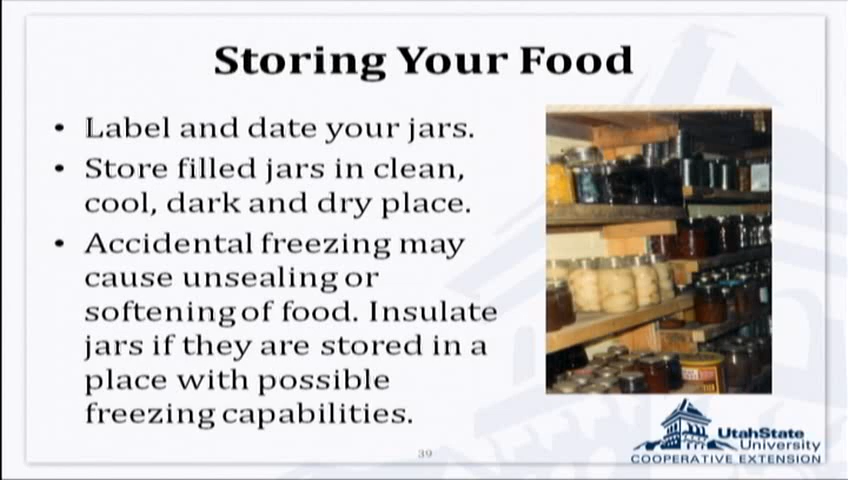 Storing Your Food
• Label and date your jars.
• Store filled jars in clean,
cool, dark and dry place.
• Accidental freezing may
cause unsealing or
softening of food. Insulate
jars if they are stored in a
place with possible
freezing capabilities.
39
UtahState
University
COOPERATIVE EXTENSION